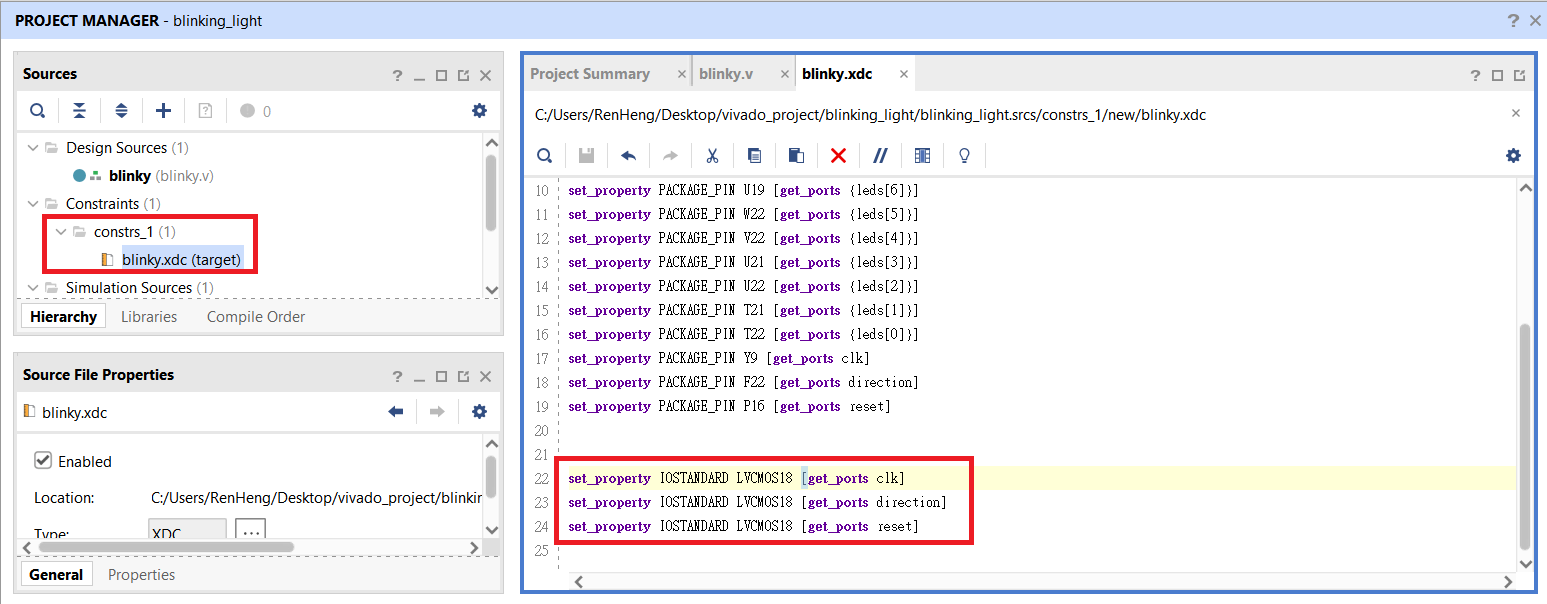 PROJECT MANAGER - blinking_light
Sources
0
Design Sources (1)
blinky (blinky.v)
Constraints (1)
constrs_1 (1)
blinky.xdc (target)
Simulation Sources (1)
Hierarchy Libraries Compile Order
Source File Properties
blinky.xdc
Enabled
Location: C:/Users/RenHeng/Desktop/vivado_project/blinkir
Type: XDC ...
General Properties
Project Summary blinky.v blinky.xdc
C:/Users/RenHeng/Desktop/vivado_project/blinking_light/blinking_light.srcs/constrs_1/new/blinky.xdc
10 set_property PACKAGE_PIN U19 [get_ports {leds[6]}]
11 set_property PACKAGE_PIN W22 [get_ports {leds[5]}]
12 set_property PACKAGE_PIN V22 [get_ports {leds[4]}]
13 set_property PACKAGE_PIN U21 [get_ports {leds[3]}]
14 set_property PACKAGE_PIN U22 [get_ports {leds[2]}]
15 set_property PACKAGE_PIN T21 [get_ports {leds[1]}]
16 set_property PACKAGE_PIN T22 [get_ports {leds[0]}]
17 set_property PACKAGE_PIN Y9 [get_ports clk]
18 set_property PACKAGE_PIN F22 [get_ports direction]
19 set_property PACKAGE_PIN P16 [get_ports reset]
20
21
22 set_property IOSTANDARD LVCMOS18 [get_ports clk]
23 set_property IOSTANDARD LVCMOS18 [get_ports direction]
24 set_property IOSTANDARD LVCMOS18 [get_ports reset]
25